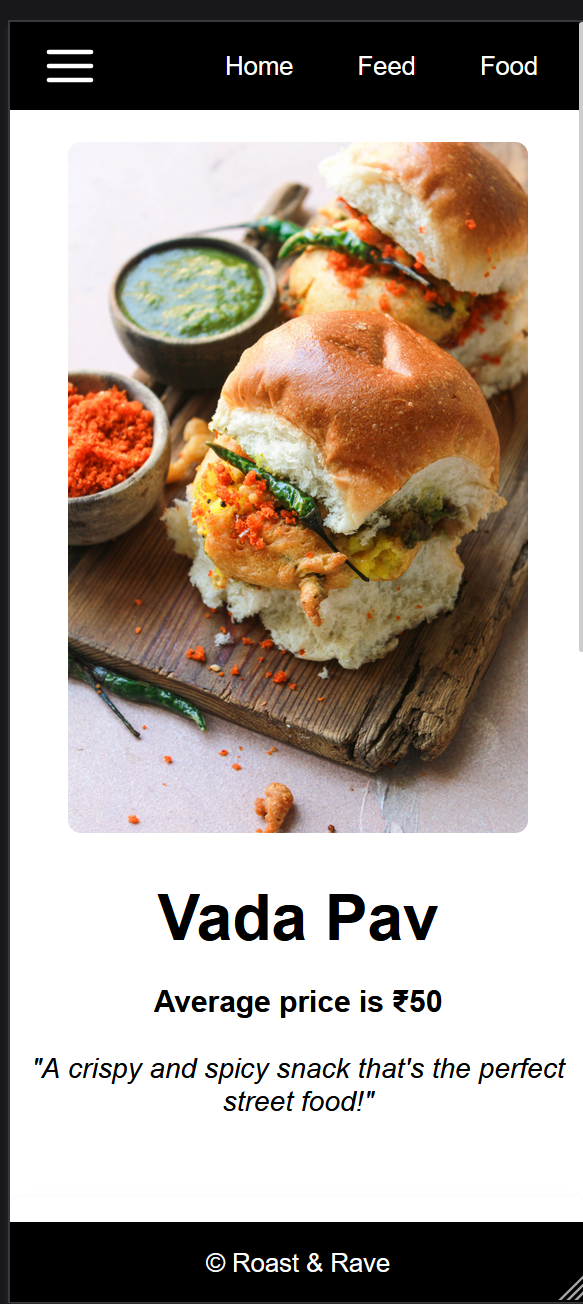 Home Feed Food
Vada Pav
Average price is ₹50
"A crispy and spicy snack that's the perfect
street food!"
© Roast & Rave